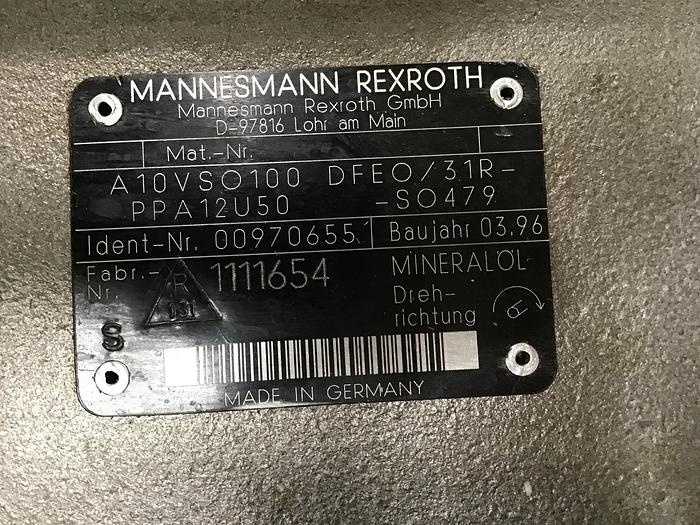 MANNESMANN REXROTH
Mannesmann Rexroth GmbH
D-97816 Lohr am Main
Mat.-Nr.
A10VSO100 DFEO/31R-
PPA12U50 -SO479
Ident-Nr. 00970655
Baujahr 03.96
Fabr.-
Nr.
R
131
1111654
MINERALÖL
Dreh-
richtung
S
MADE IN GERMANY